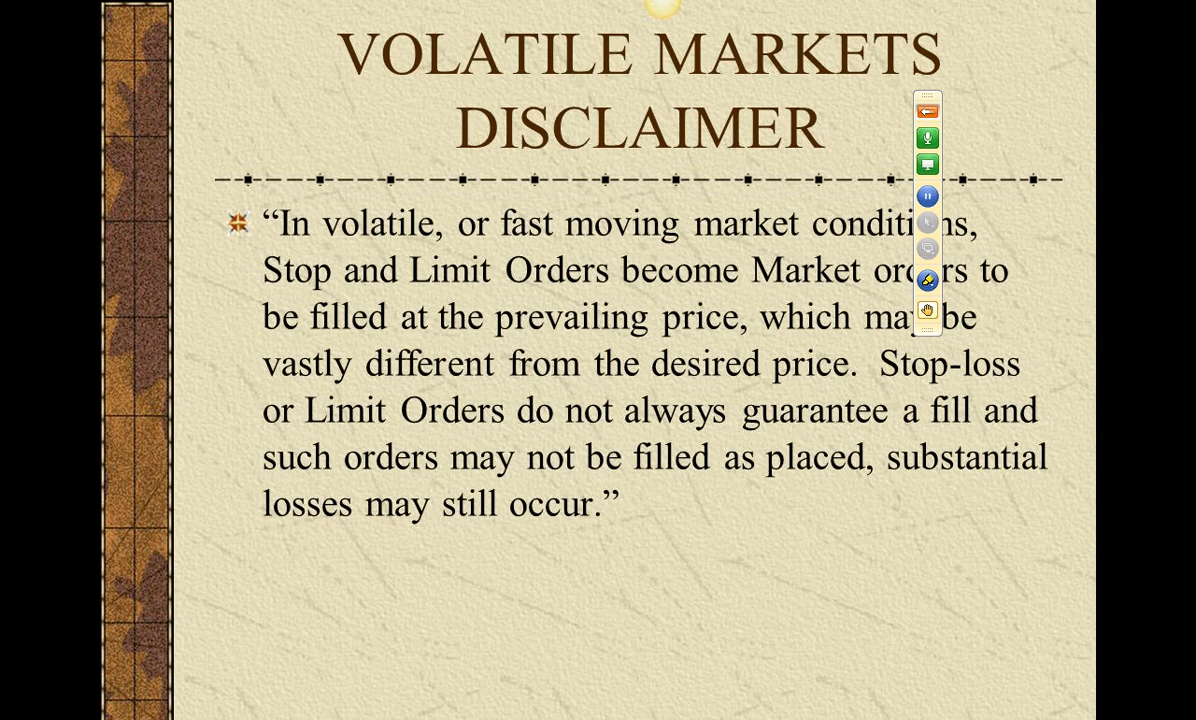 VOLATILE MARKETS
DISCLAIMER
“In volatile, or fast moving market conditions,
Stop and Limit Orders become Market orders to
be filled at the prevailing price, which may be
vastly different from the desired price. Stop-loss
or Limit Orders do not always guarantee a fill and
such orders may not be filled as placed, substantial
losses may still occur.”